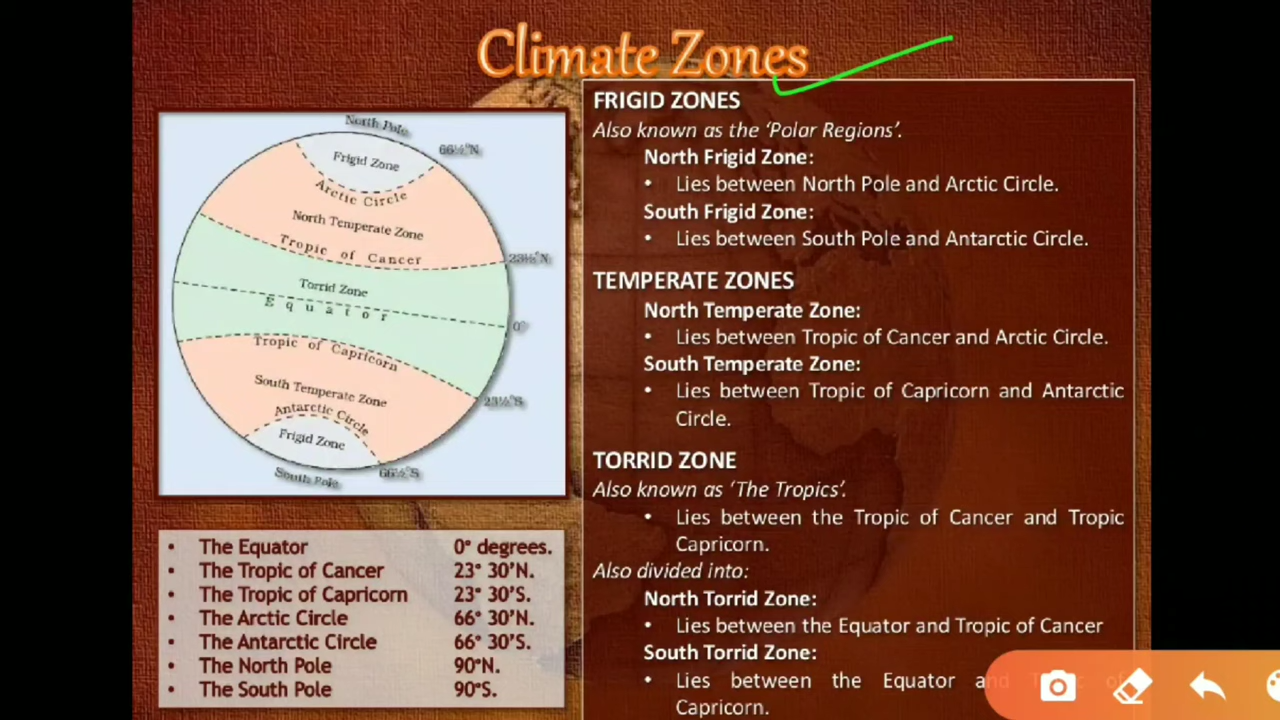 Climate Zones
North Pole
66½°N
Frigid Zone
Arctic Circle
North Temperate Zone
Tropic of Cancer
23½°N
Torrid Zone
Equator
0°
Tropic of Capricorn
South Temperate Zone
23½°S
Antarctic Circle
Frigid Zone
66½°S
South Pole
• The Equator 0° degrees.
• The Tropic of Cancer 23° 30'N.
• The Tropic of Capricorn 23° 30'S.
• The Arctic Circle 66° 30'N.
• The Antarctic Circle 66° 30'S.
• The North Pole 90°N.
• The South Pole 90°S.
FRIGID ZONES
Also known as the ‘Polar Regions’.
North Frigid Zone:
• Lies between North Pole and Arctic Circle.
South Frigid Zone:
• Lies between South Pole and Antarctic Circle.
TEMPERATE ZONES
North Temperate Zone:
• Lies between Tropic of Cancer and Arctic Circle.
South Temperate Zone:
• Lies between Tropic of Capricorn and Antarctic
Circle.
TORRID ZONE
Also known as ‘The Tropics’.
• Lies between the Tropic of Cancer and Tropic
Capricorn.
Also divided into:
North Torrid Zone:
• Lies between the Equator and Tropic of Cancer
South Torrid Zone:
• Lies between the Equator and Tropic of
Capricorn.